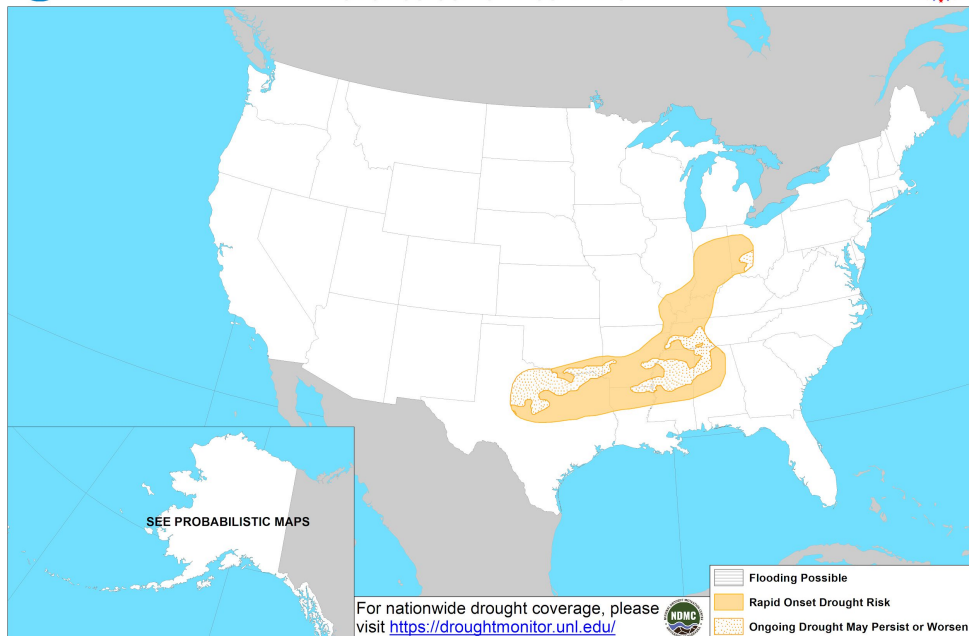 SEE PROBABILISTIC MAPS
For nationwide drought coverage, please
visit https://droughtmonitor.unl.edu/
NDMC
Flooding Possible
Rapid Onset Drought Risk
Ongoing Drought May Persist or Worsen